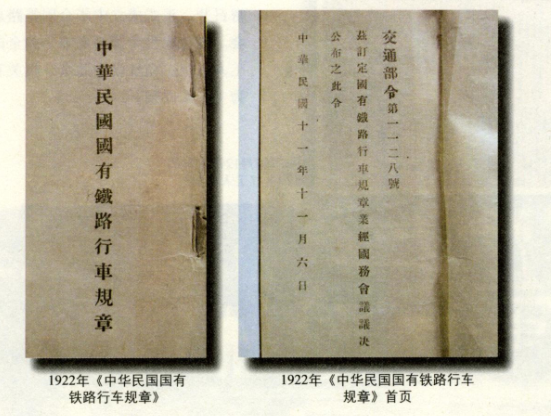 中華民國國有鐵路行車規章
1922年《中华民国国有
铁路行车规章》
交通部令第一一二八號
茲訂定國有鐵路行車規章業經國務會議議決
公布之此令
中華民國十一年十一月六日
1922年《中华民国国有铁路行车
规章》首页